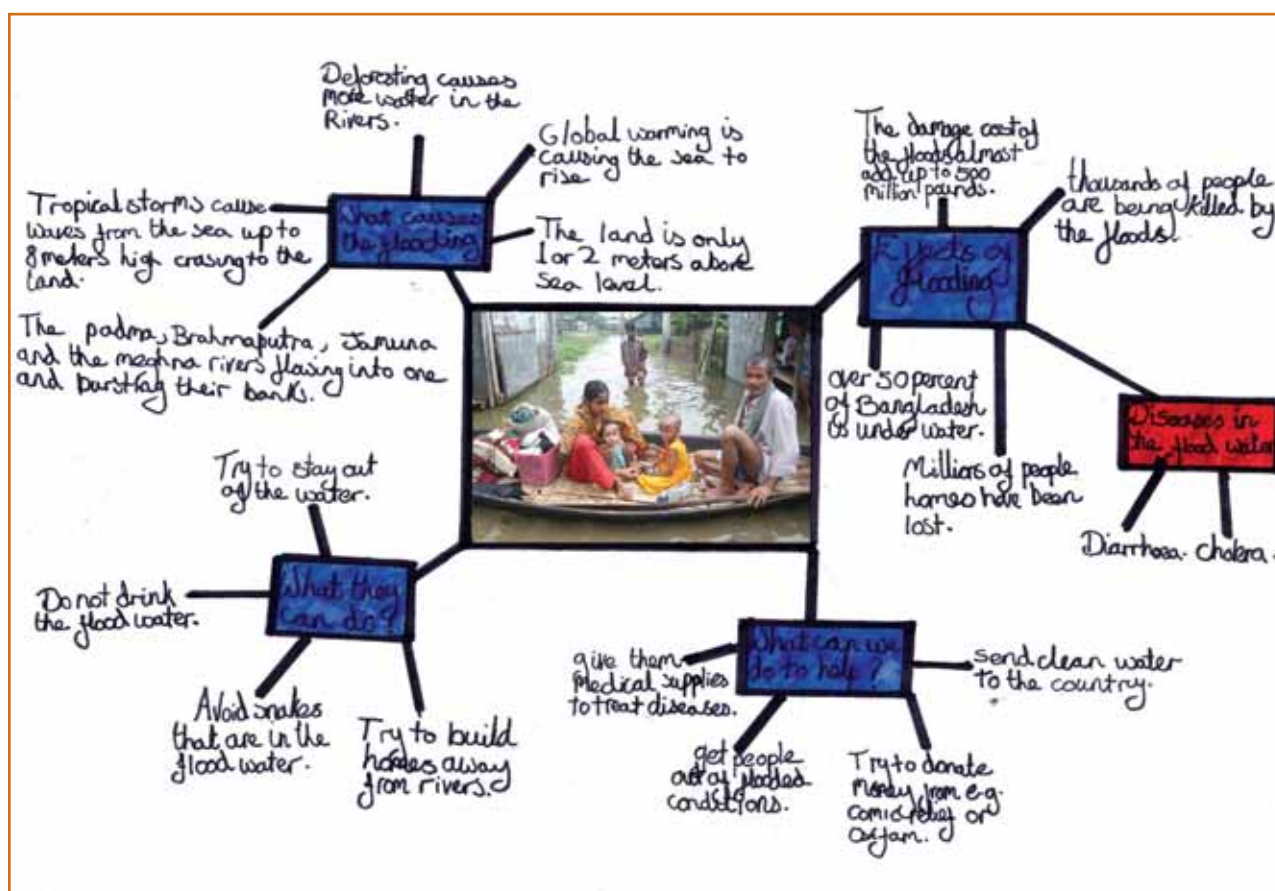 Deforesting causes
more water in the
Rivers.
Global warming is
causing the sea to
rise
Tropical storms cause
waves from the sea up to
8 meters high crasing to the
land.
What causes
the flooding
The land is only
1 or 2 meters above
sea level.
The padma, Brahmaputra, Jamuna
and the meghna rivers flowing into one
and bursting their banks.
The damage cost of
the floods almost
add up to 500
million pounds.
thousands of people
are being killed by
the floods.
Effects of
flooding
over 50 percent
of Bangladesh
is under water.
Millions of people
homes have been
lost.
Diseases in
the flood water
Diarrhoea. cholera.
Try to stay out
of the water.
Do not drink
the flood water.
What they
can do?
Avoid snakes
that are in the
flood water.
Try to build
homes away
from rivers.
What can we
do to help?
give them
medical supplies
to treat diseases.
send clean water
to the country.
get people
out of flooded
conditions.
Try to donate
money from e.g.
comic relief or
Oxfam.